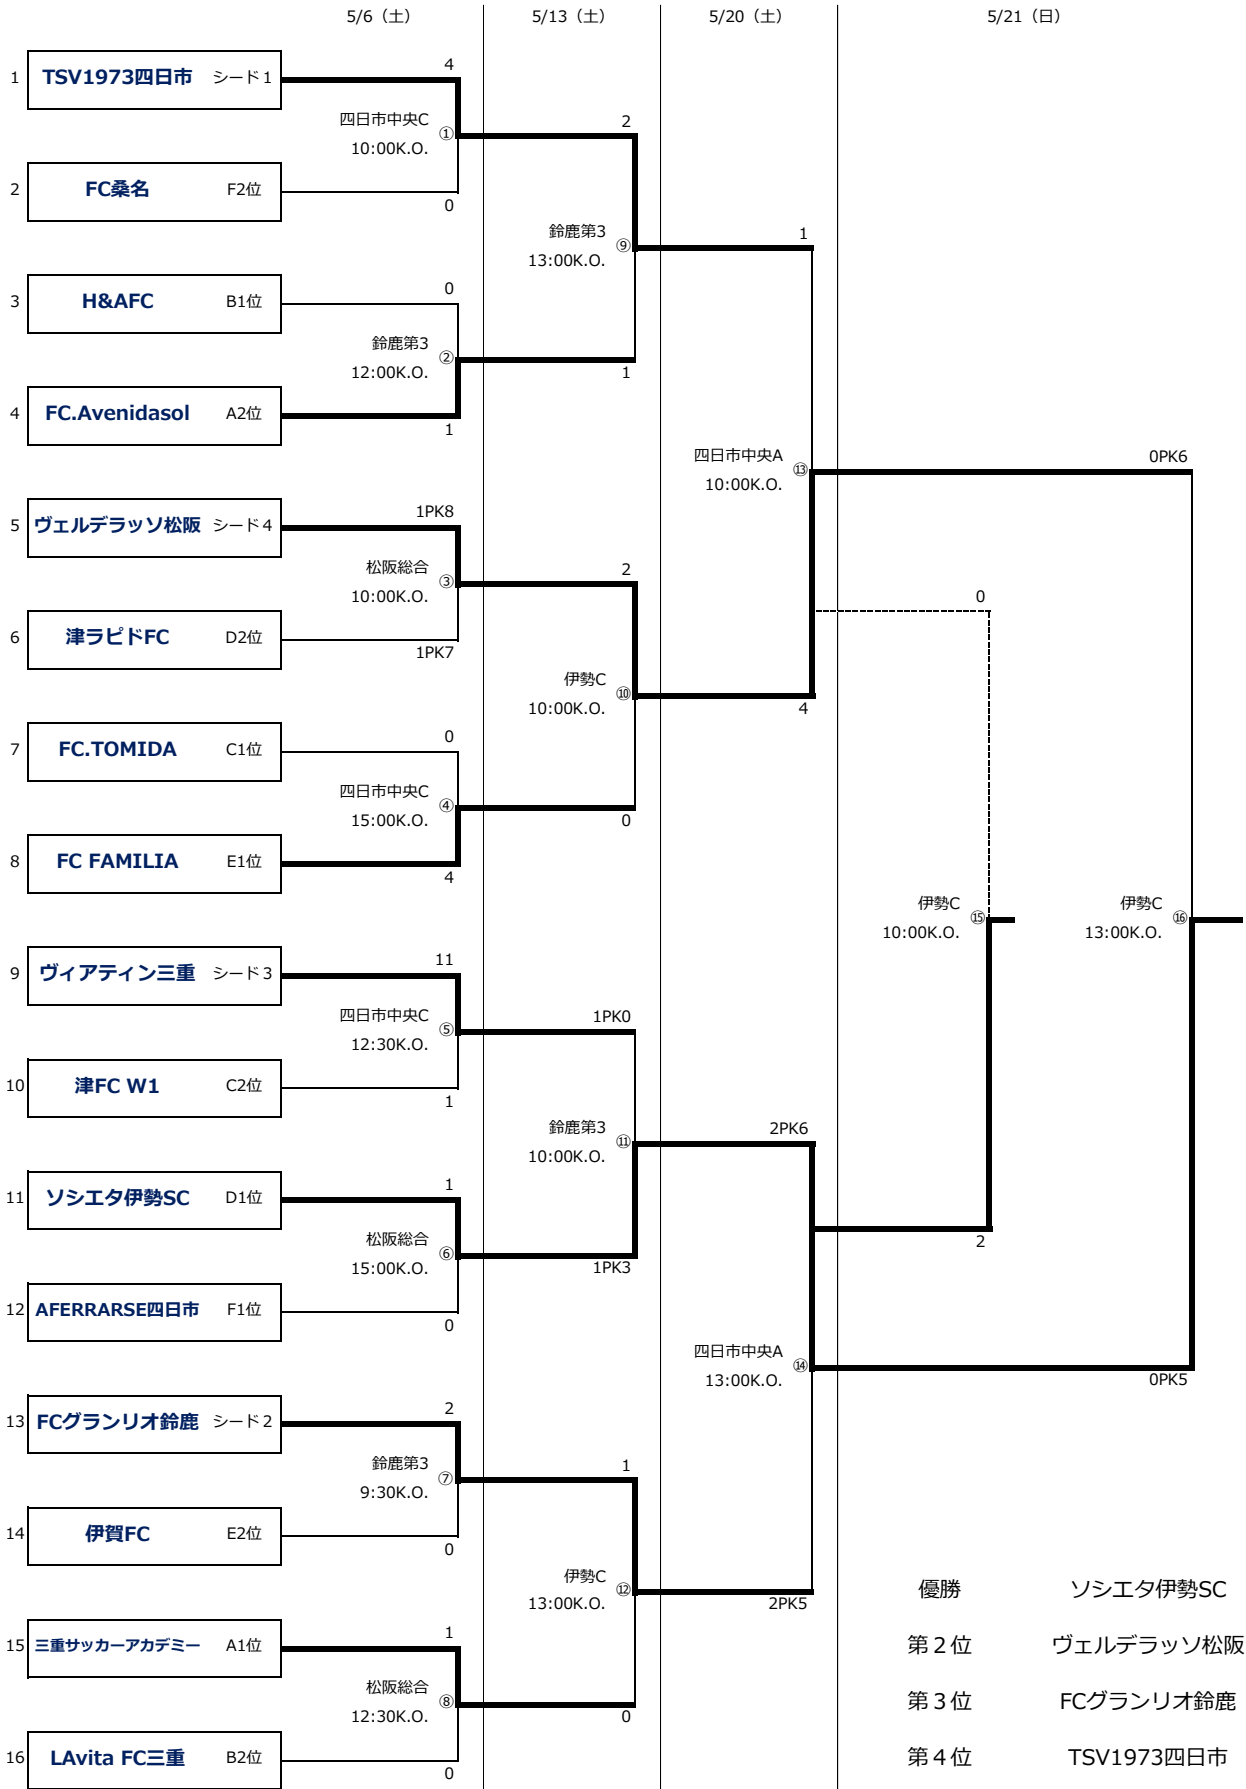 5/6（土） 5/13（土） 5/20（土） 5/21（日）
4
1 TSV1973四日市 シード1
四日市中央C ① 2
10:00K.O.
2 FC桑名 F2位
0
鈴鹿第3 ⑨ 1
13:00K.O.
0
3 H&AFC B1位
鈴鹿第3 ②
12:00K.O. 1
4 FC.Avenidasol A2位
1
四日市中央A ⑬ 0PK6
10:00K.O.
1PK8
5 ヴェルデラッソ松阪 シード4
松阪総合 ③ 2
10:00K.O. 0
6 津ラピドFC D2位
1PK7
伊勢C ⑩
10:00K.O. 4
0
7 FC.TOMIDA C1位
四日市中央C ④
15:00K.O. 0
8 FC FAMILIA E1位
4
伊勢C ⑮ 伊勢C ⑯
10:00K.O. 13:00K.O.
11
9 ヴィアティン三重 シード3
四日市中央C ⑤ 1PK0
12:30K.O.
10 津FC W1 C2位
1
鈴鹿第3 ⑪ 2PK6
10:00K.O.
1
11 ソシエタ伊勢SC D1位
松阪総合 ⑥ 2
15:00K.O. 1PK3
12 AFERRARSE四日市 F1位
0
四日市中央A ⑭
13:00K.O. 0PK5
2
13 FCグランリオ鈴鹿 シード2
鈴鹿第3 ⑦ 1
9:30K.O.
14 伊賀FC E2位
0
伊勢C ⑫
13:00K.O. 2PK5
優勝 ソシエタ伊勢SC
1
15 三重サッカーアカデミー A1位
第2位 ヴェルデラッソ松阪
松阪総合 ⑧
12:30K.O. 0
第3位 FCグランリオ鈴鹿
16 LAvita FC三重 B2位
0
第4位 TSV1973四日市